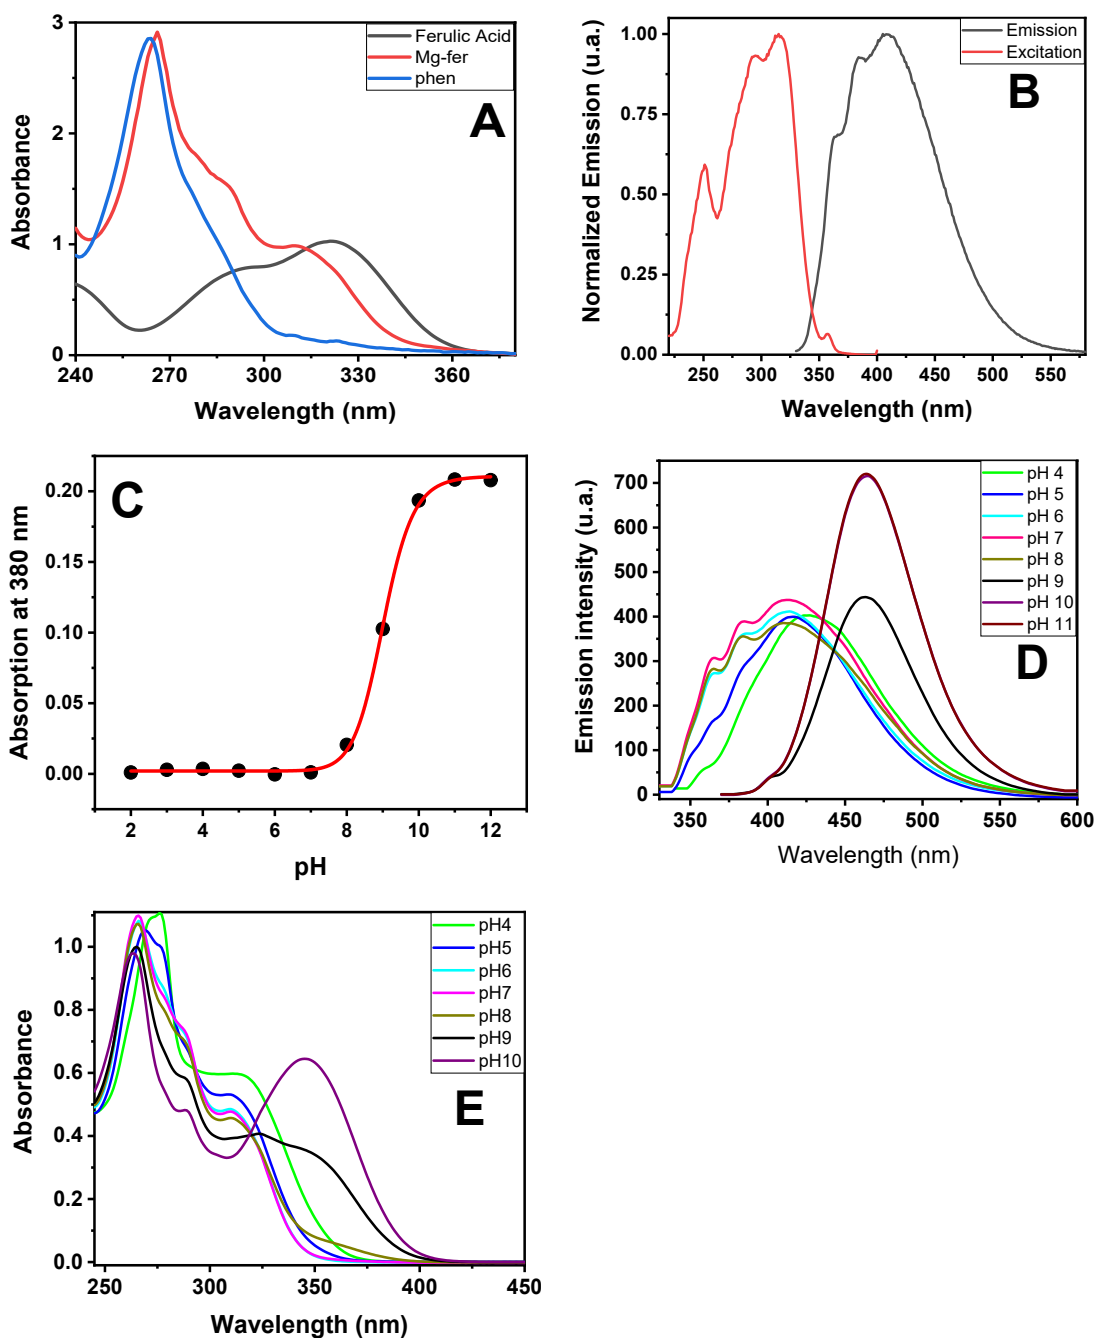 3
2
1
0
Absorbance
240
270
300
330
360
Wavelength (nm)
Ferulic Acid
Mg-fer
phen
A
1.00
0.75
0.50
0.25
0.00
Normalized Emission (u.a.)
250
300
350
400
450
500
550
Wavelength (nm)
Emission
Excitation
B
0.20
0.15
0.10
0.05
0.00
Absorption at 380 nm
2
4
6
8
10
12
pH
C
700
600
500
400
300
200
100
0
Emission intensity (u.a.)
350
400
450
500
550
600
Wavelength (nm)
pH 4
pH 5
pH 6
pH 7
pH 8
pH 9
pH 10
pH 11
D
1.0
0.8
0.6
0.4
0.2
0.0
Absorbance
250
300
350
400
450
Wavelength (nm)
pH4
pH5
pH6
pH7
pH8
pH9
pH10
E